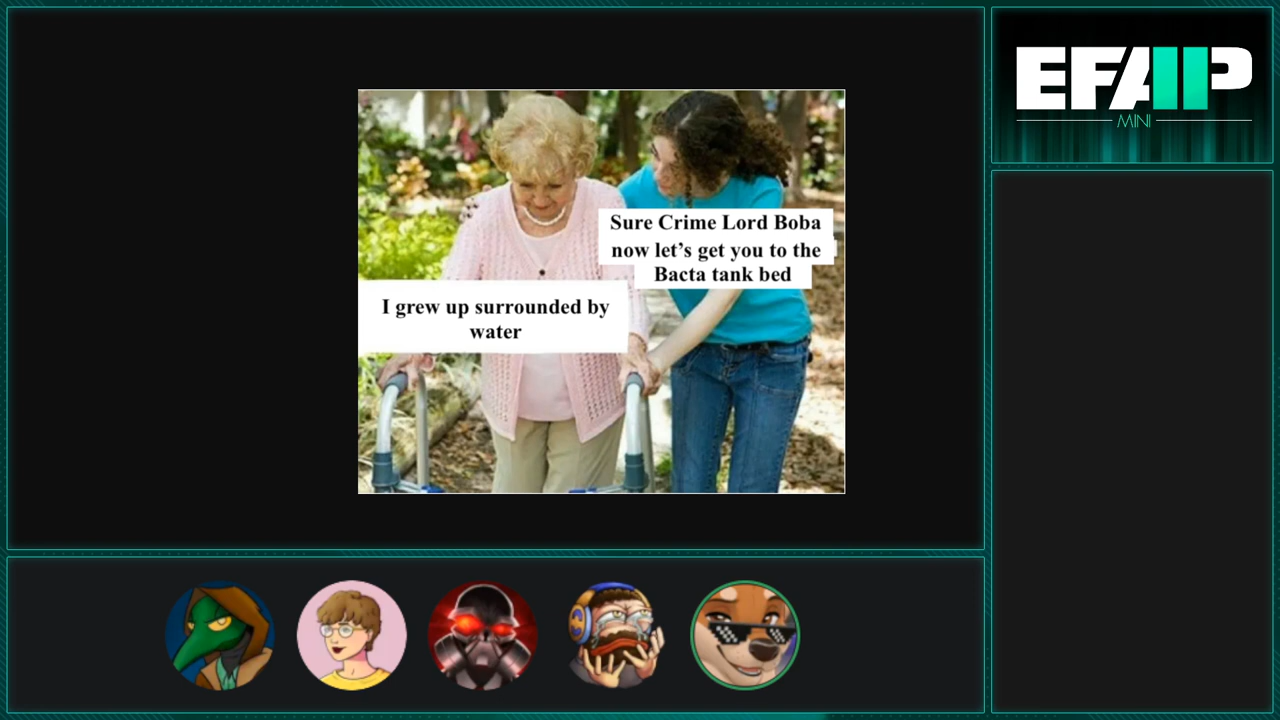 EFAP
MINI
Sure Crime Lord Boba
now let's get you to the
Bacta tank bed
I grew up surrounded by
water